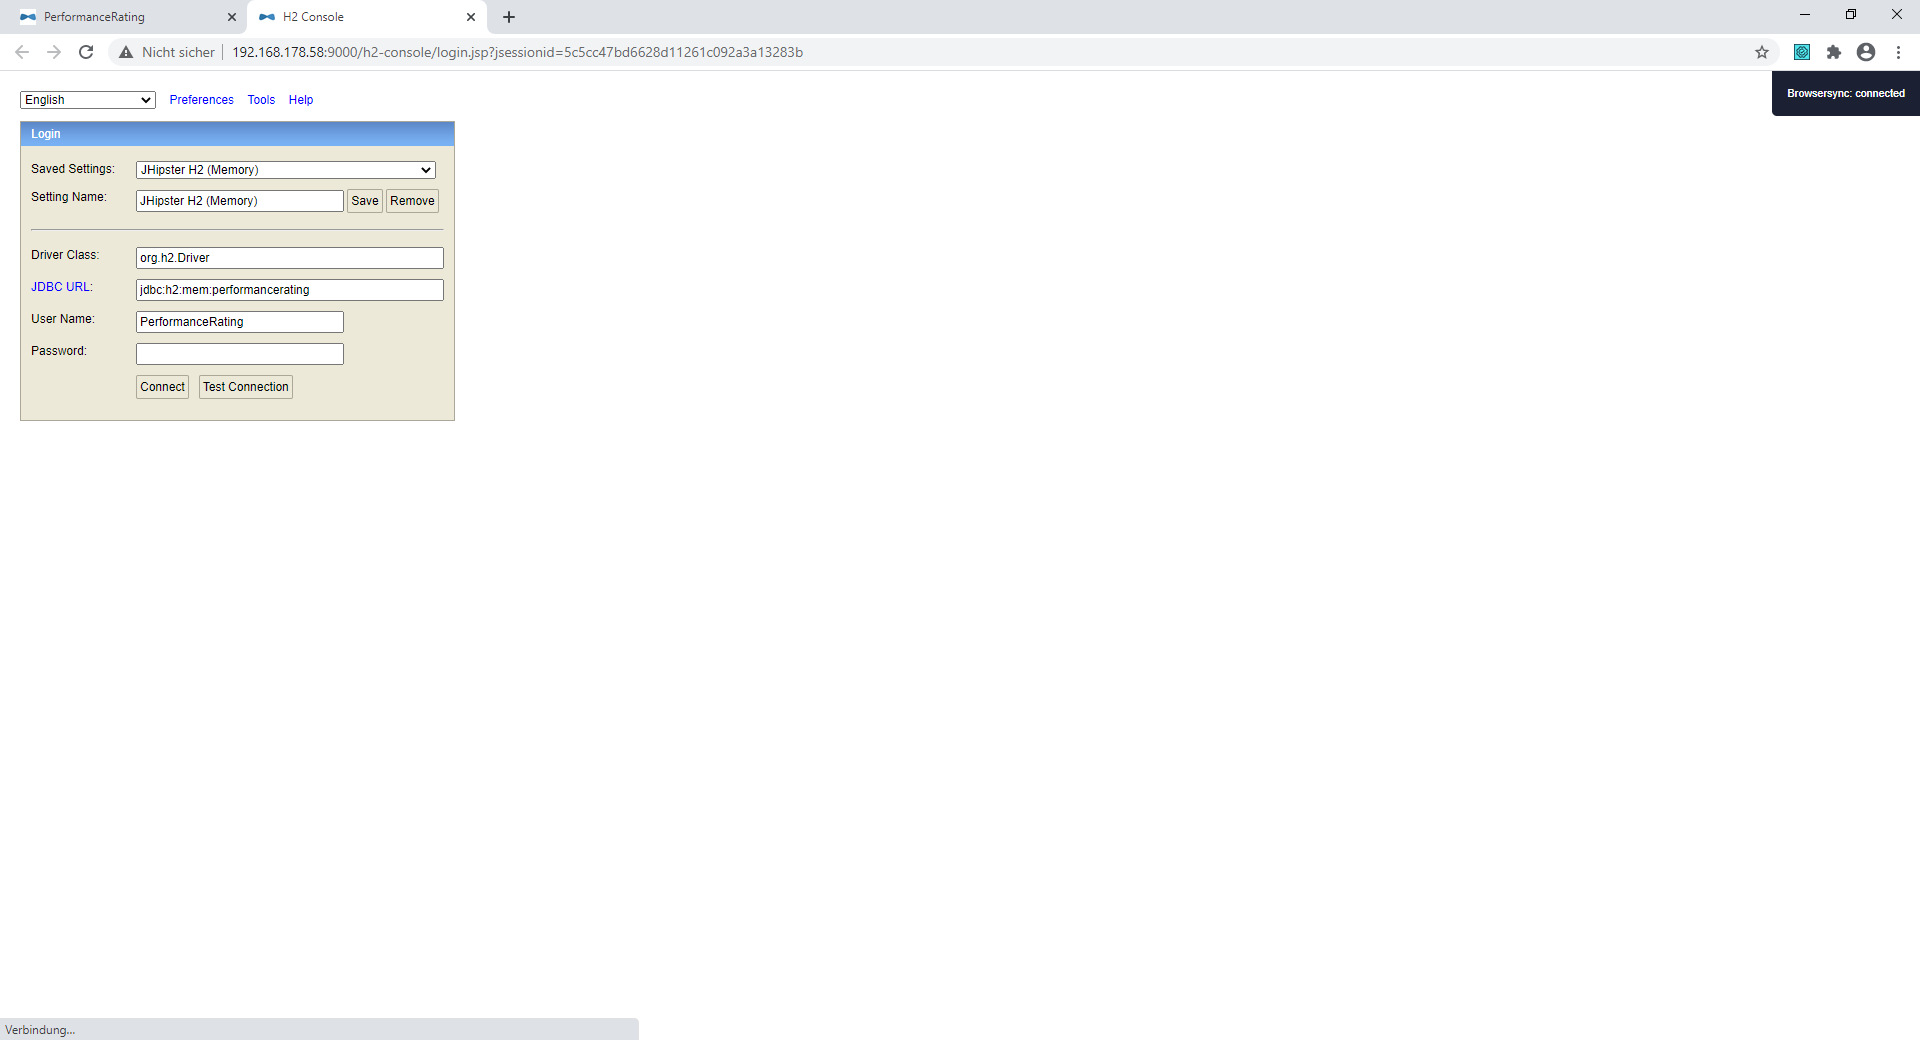 PerformanceRating
H2 Console
Nicht sicher
192.168.178.58:9000/h2-console/login.jsp?jsessionid=5c5cc47bd6628d11261c092a3a13283b
English Preferences Tools Help
Browsersync: connected
Login
Saved Settings: JHipster H2 (Memory)
Setting Name: JHipster H2 (Memory) Save Remove
Driver Class: org.h2.Driver
JDBC URL: jdbc:h2:mem:performancerating
User Name: PerformanceRating
Password:
Connect Test Connection
Verbindung...